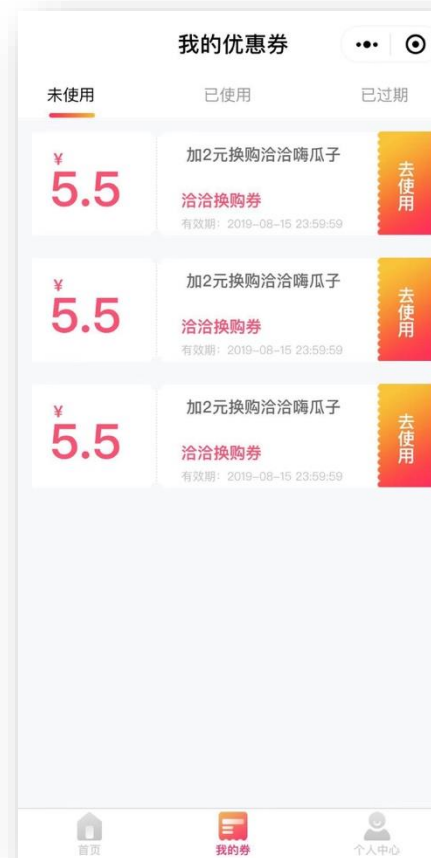 我的优惠券
未使用
已使用
已过期
¥
5.5
加2元换购洽洽嗨瓜子
洽洽换购券
有效期：2019-08-15 23:59:59
去使用
¥
5.5
加2元换购洽洽嗨瓜子
洽洽换购券
有效期：2019-08-15 23:59:59
去使用
¥
5.5
加2元换购洽洽嗨瓜子
洽洽换购券
有效期：2019-08-15 23:59:59
去使用
首页
我的券
个人中心